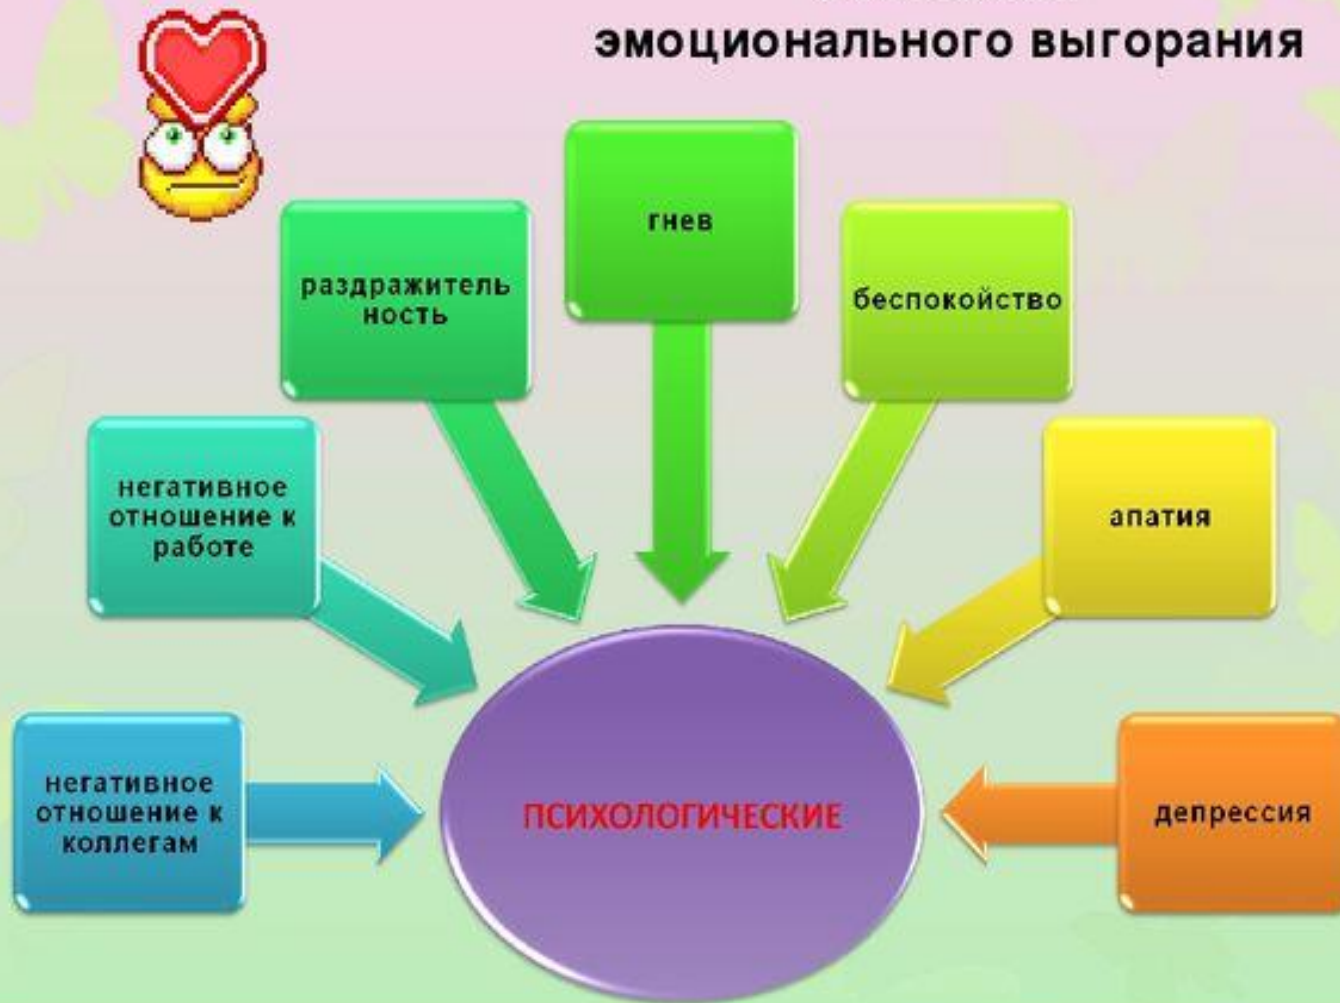 эмоционального выгорания
гнев
раздражитель
ность
беспокойство
негативное
отношение к
работе
апатия
негативное
отношение к
коллегам
ПСИХОЛОГИЧЕСКИЕ
депрессия